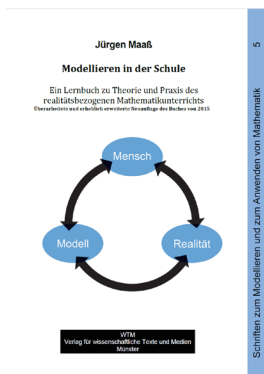 Jürgen Maaß
Modellieren in der Schule
Ein Lernbuch zu Theorie und Praxis des
realitätsbezogenen Mathematikunterrichts
Überarbeitete und erheblich erweiterte Neuauflage des Buches von 2015
Mensch
Modell
Realität
WTM
Verlag für wissenschaftliche Texte und Medien
Münster
Schriften zum Modellieren und zum Anwenden von Mathematik 5